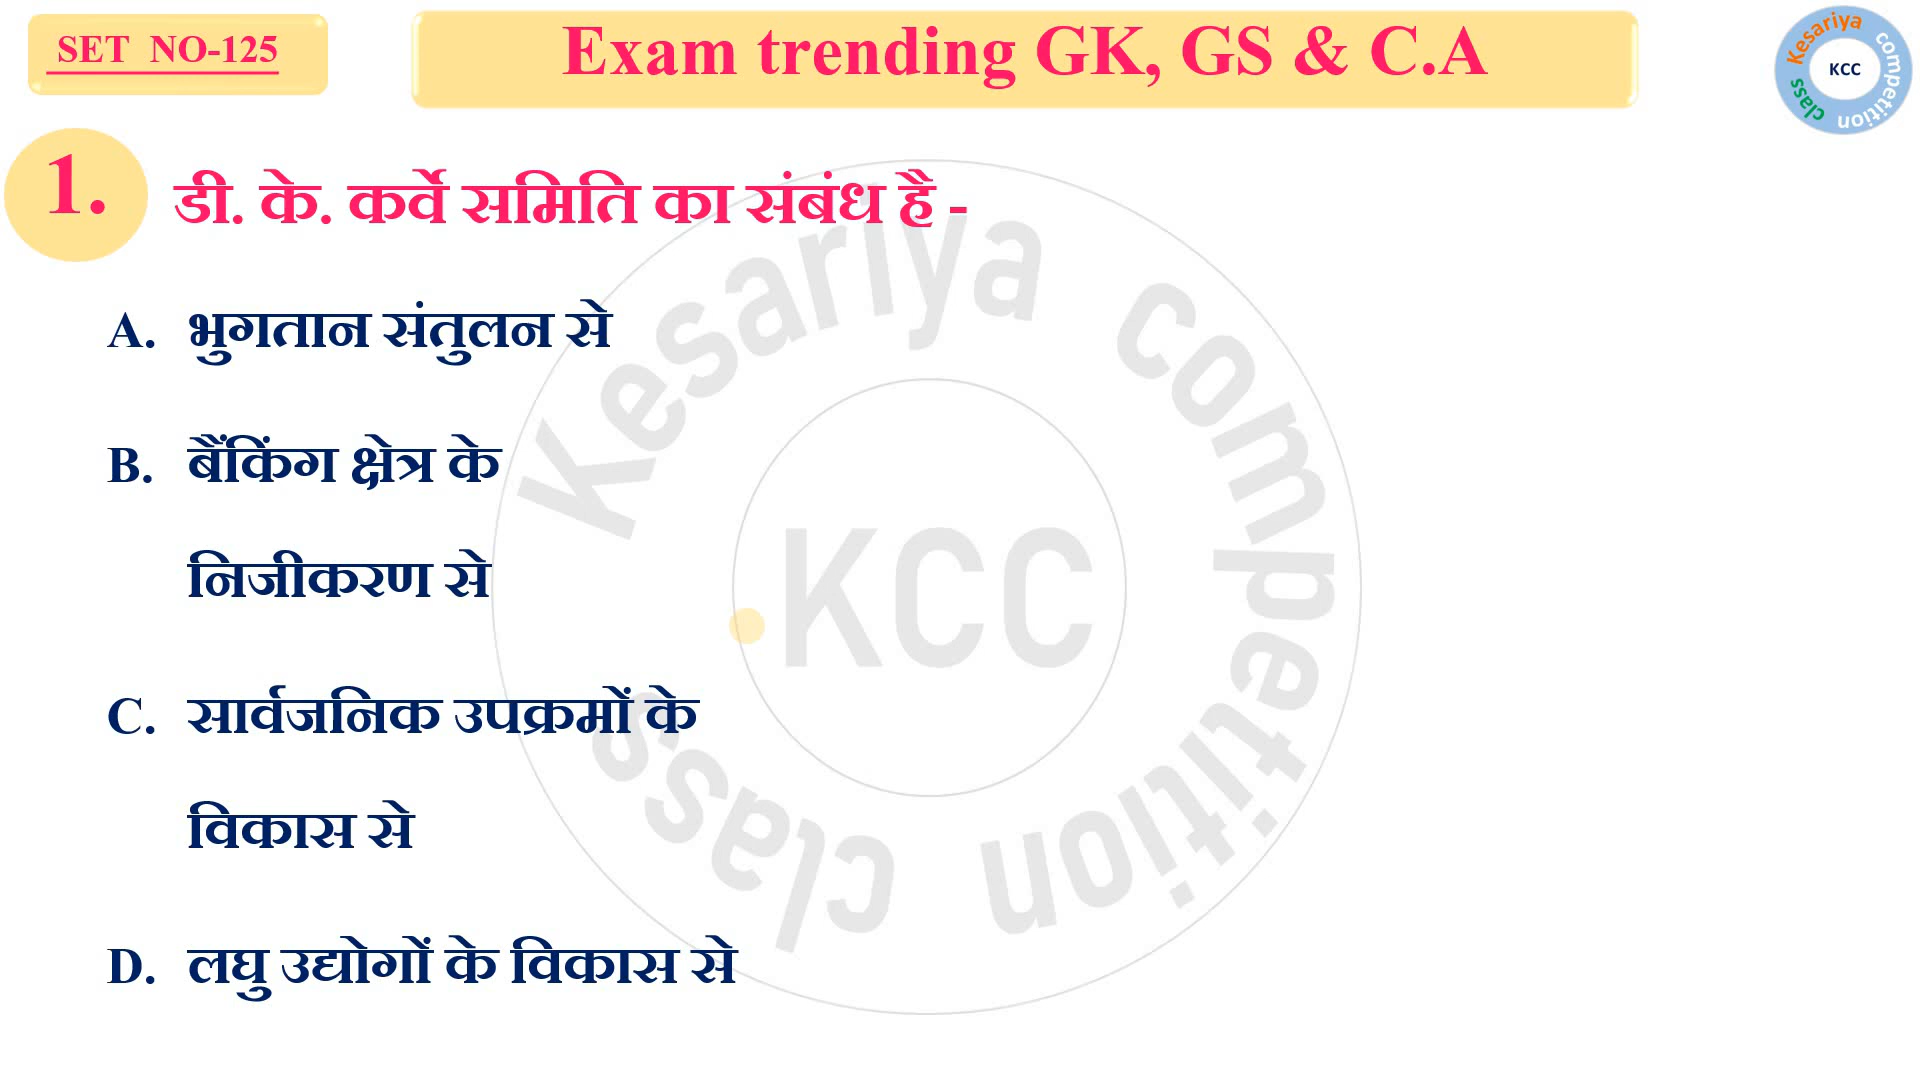 SET NO-125
Exam trending GK, GS & C.A
Kesariya competition class
KCC
1.
डी. के. कर्वे समिति का संबंध है -
A. भुगतान संतुलन से
B. बैंकिंग क्षेत्र के
निजीकरण से
C. सार्वजनिक उपक्रमों के
विकास से
D. लघु उद्योगों के विकास से
Kesariya competition class
KCC